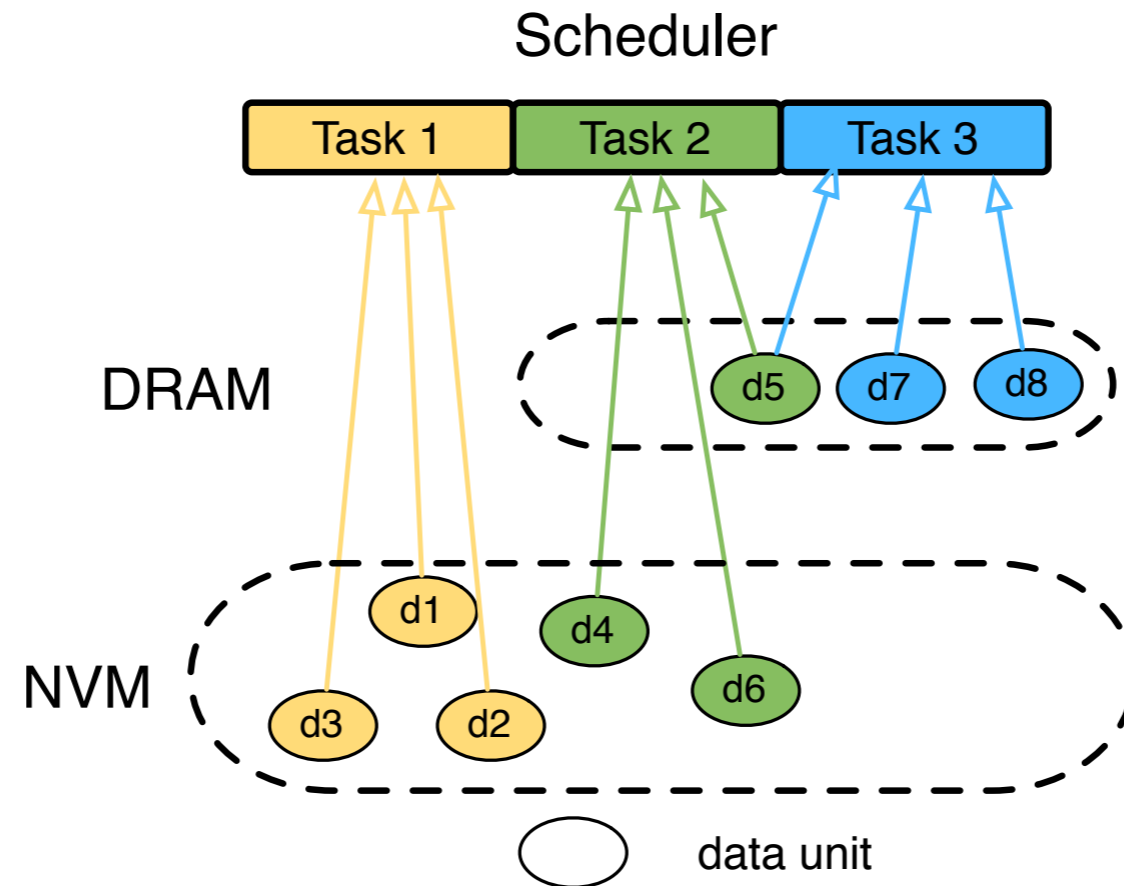 Scheduler
Task 1 Task 2 Task 3
DRAM
d5 d7 d8
NVM
d1
d4
d6
d3 d2
data unit